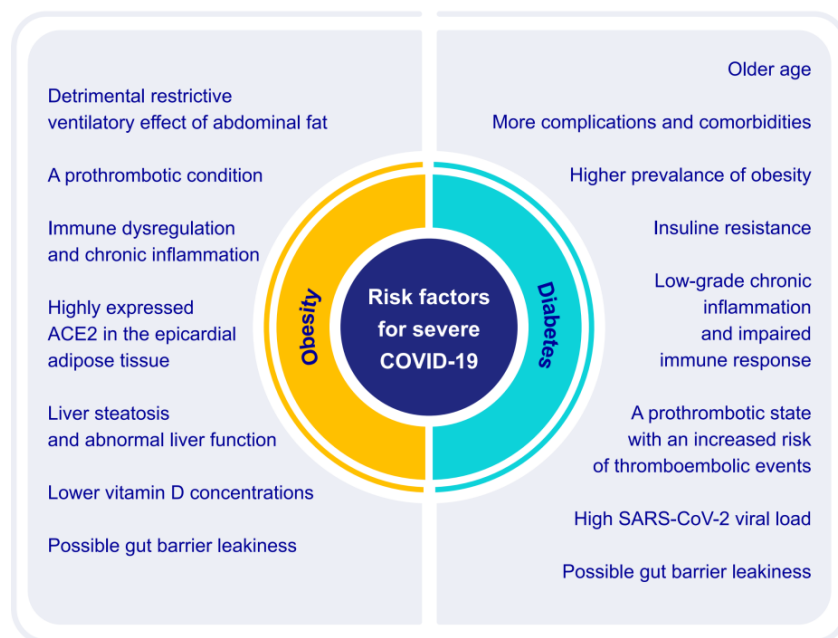 Detrimental restrictive
ventilatory effect of abdominal fat
A prothrombotic condition
Immune dysregulation
and chronic inflammation
Highly expressed
ACE2 in the epicardial
adipose tissue
Liver steatosis
and abnormal liver function
Lower vitamin D concentrations
Possible gut barrier leakiness
Obesity
Risk factors
for severe
COVID-19
Diabetes
Older age
More complications and comorbidities
Higher prevalance of obesity
Insuline resistance
Low-grade chronic
inflammation
and impaired
immune response
A prothrombotic state
with an increased risk
of thromboembolic events
High SARS-CoV-2 viral load
Possible gut barrier leakiness